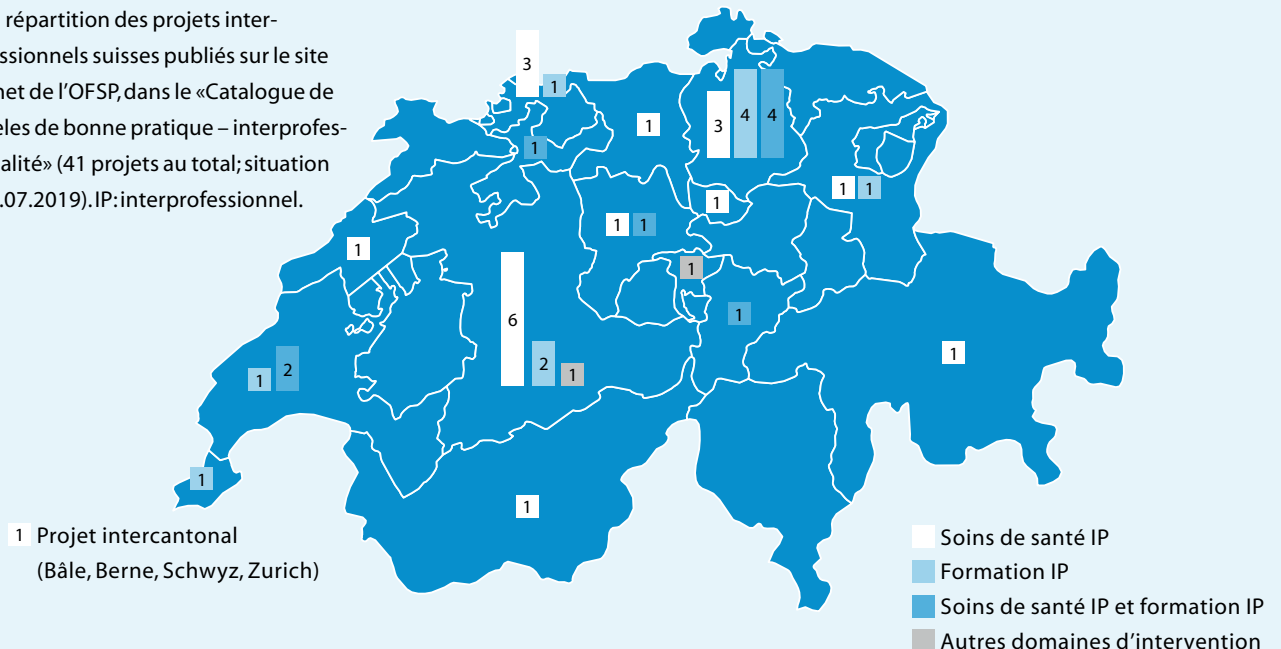 répartition des projets inter-
ssionnels suisses publiés sur le site
net de l’OFSP, dans le «Catalogue de
les de bonne pratique – interprofes-
alité» (41 projets au total; situation
.07.2019). IP: interprofessionnel.
3
1
1
3
4
4
1
1
1
1
1
1
1
1
6
2
1
1
1
1
2
1
1
1 Projet intercantonal
(Bâle, Berne, Schwyz, Zurich)
Soins de santé IP
Formation IP
Soins de santé IP et formation IP
Autres domaines d’intervention